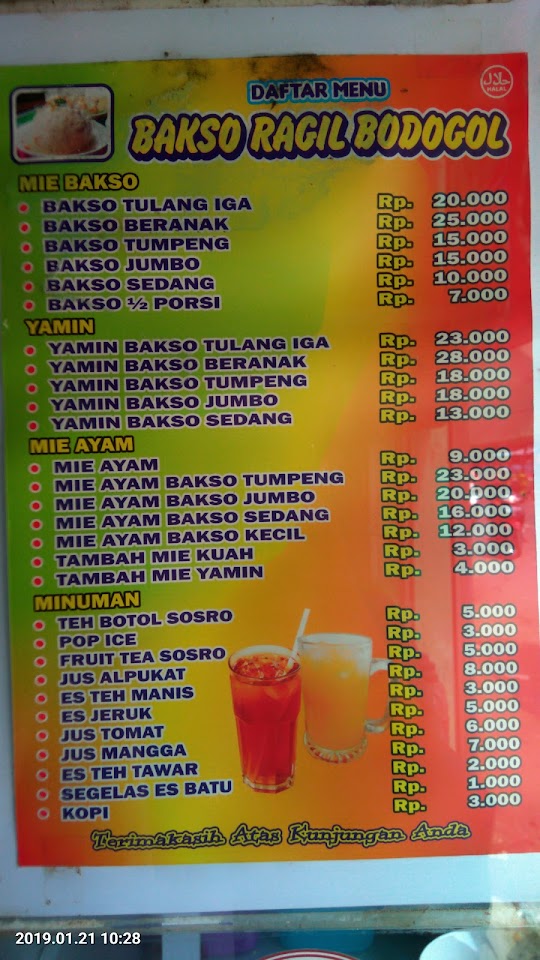 DAFTAR MENU
حلال
HALAL
BAKSO RAGIL BODOGOL
MIE BAKSO
BAKSO TULANG IGA Rp. 20.000
BAKSO BERANAK Rp. 25.000
BAKSO TUMPENG Rp. 15.000
BAKSO JUMBO Rp. 15.000
BAKSO SEDANG Rp. 10.000
BAKSO ½ PORSI Rp. 7.000
YAMIN
YAMIN BAKSO TULANG IGA Rp. 23.000
YAMIN BAKSO BERANAK Rp. 28.000
YAMIN BAKSO TUMPENG Rp. 18.000
YAMIN BAKSO JUMBO Rp. 18.000
YAMIN BAKSO SEDANG Rp. 13.000
MIE AYAM
MIE AYAM Rp. 9.000
MIE AYAM BAKSO TUMPENG Rp. 23.000
MIE AYAM BAKSO JUMBO Rp. 20.000
MIE AYAM BAKSO SEDANG Rp. 16.000
MIE AYAM BAKSO KECIL Rp. 12.000
TAMBAH MIE KUAH Rp. 3.000
TAMBAH MIE YAMIN Rp. 4.000
MINUMAN
TEH BOTOL SOSRO Rp. 5.000
POP ICE Rp. 3.000
FRUIT TEA SOSRO Rp. 5.000
JUS ALPUKAT Rp. 8.000
ES TEH MANIS Rp. 3.000
ES JERUK Rp. 5.000
JUS TOMAT Rp. 6.000
JUS MANGGA Rp. 7.000
ES TEH TAWAR Rp. 2.000
SEGELAS ES BATU Rp. 1.000
KOPI Rp. 3.000
Terimakasih Atas Kunjungan Anda
2019.01.21 10:28